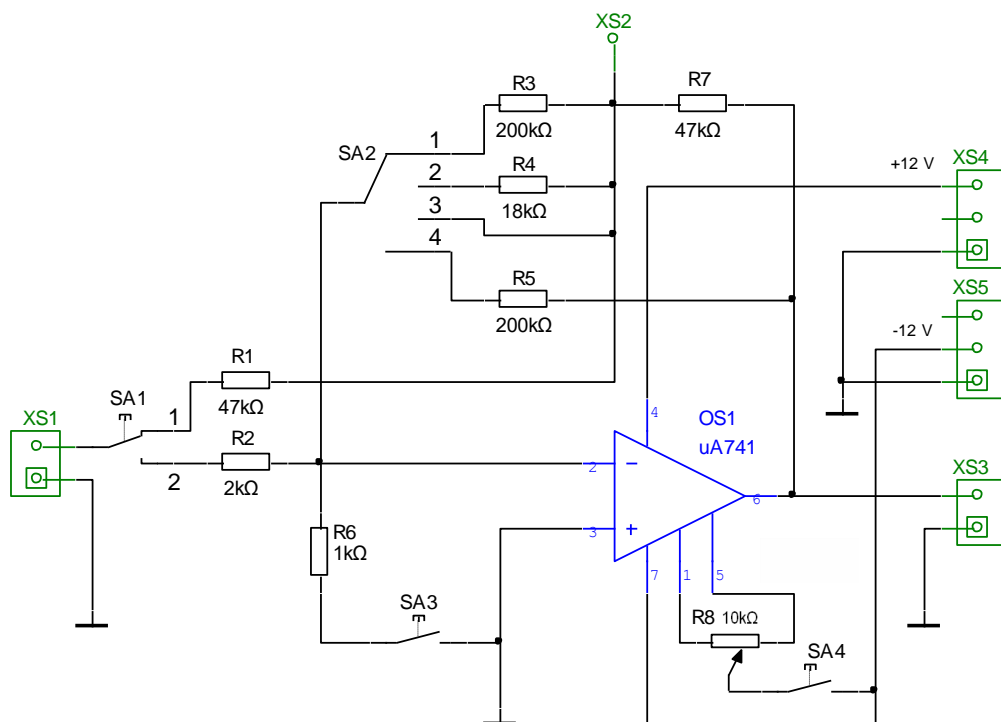 XS2
R3
R7
200kΩ
47kΩ
SA2
1
XS4
+12 V
2
R4
3
18kΩ
4
R5
XS5
200kΩ
-12 V
R1
SA1
47kΩ
XS1
1
4
OS1
uA741
R2
2
2kΩ
2
−
6
XS3
3
+
R6
1kΩ
7
1
5
SA3
R8 10kΩ
SA4